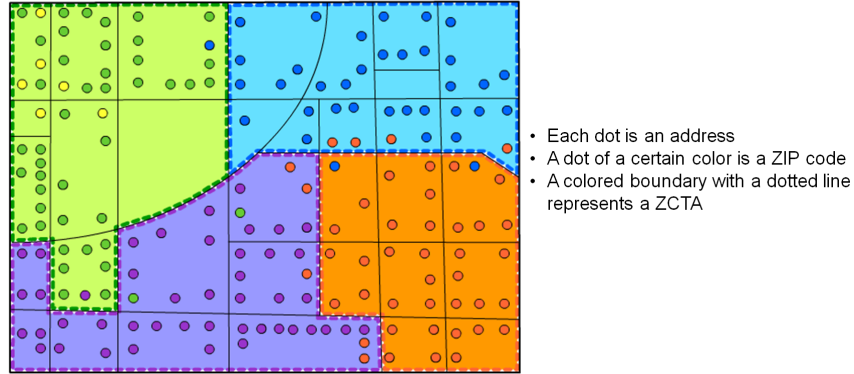 • Each dot is an address
• A dot of a certain color is a ZIP code
• A colored boundary with a dotted line
represents a ZCTA